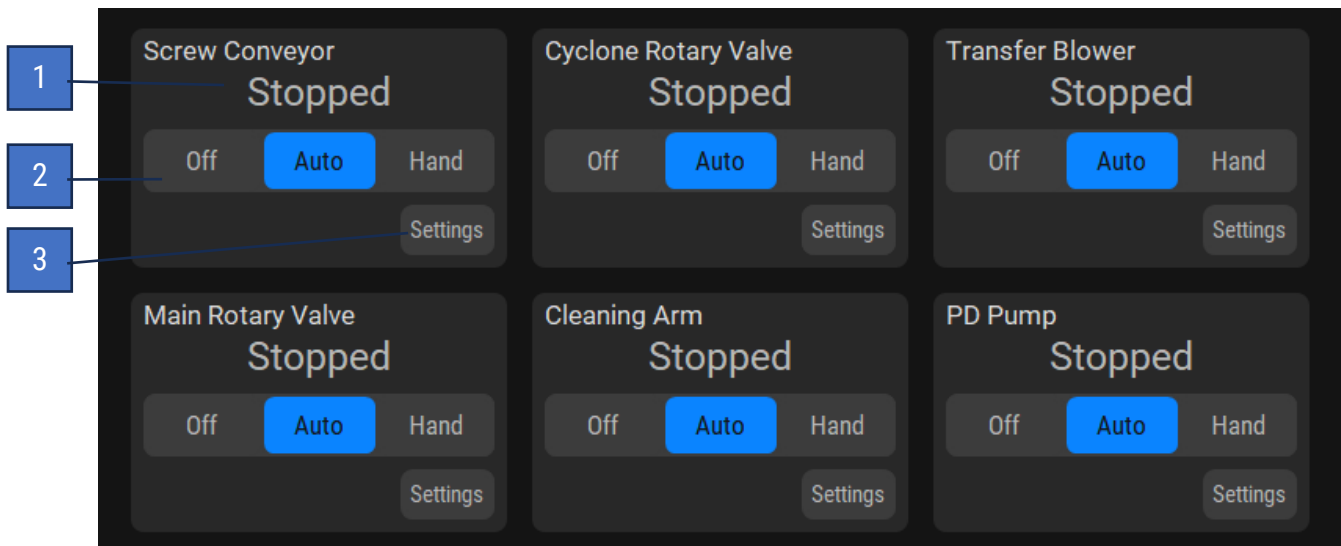 1
2
3
Screw Conveyor
Stopped
Off Auto Hand
Settings
Cyclone Rotary Valve
Stopped
Off Auto Hand
Settings
Transfer Blower
Stopped
Off Auto Hand
Settings
Main Rotary Valve
Stopped
Off Auto Hand
Settings
Cleaning Arm
Stopped
Off Auto Hand
Settings
PD Pump
Stopped
Off Auto Hand
Settings